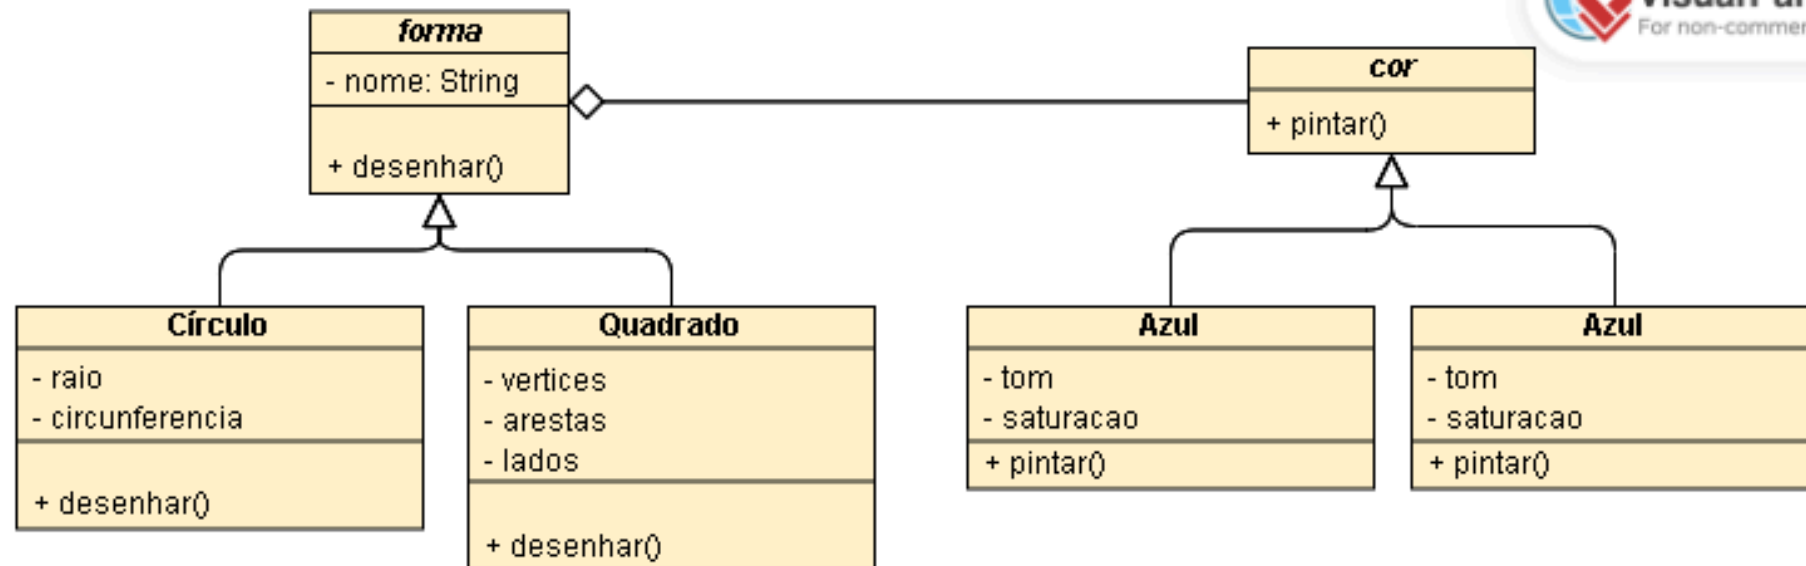 For non-commer
forma
- nome: String
+ desenhar()
cor
+ pintar()
Círculo
- raio
- circunferencia
+ desenhar()
Quadrado
- vertices
- arestas
- lados
+ desenhar()
Azul
- tom
- saturacao
+ pintar()
Azul
- tom
- saturacao
+ pintar()